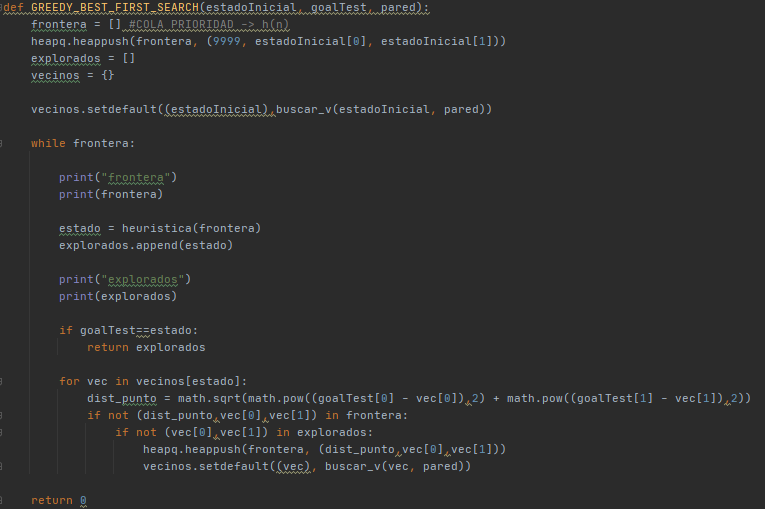 def GREEDY_BEST_FIRST_SEARCH(estadoInicial, goalTest, pared):
    frontera = [] #COLA PRIORIDAD -> h(n)
    heapq.heappush(frontera, (9999, estadoInicial[0], estadoInicial[1]))
    explorados = []
    vecinos = {}

    vecinos.setdefault((estadoInicial),buscar_v(estadoInicial, pared))

    while frontera:

        print("frontera")
        print(frontera)

        estado = heuristica(frontera)
        explorados.append(estado)

        print("explorados")
        print(explorados)

        if goalTest==estado:
            return explorados

        for vec in vecinos[estado]:
            dist_punto = math.sqrt(math.pow((goalTest[0] - vec[0]),2) + math.pow((goalTest[1] - vec[1]),2))
            if not (dist_punto,vec[0],vec[1]) in frontera:
                if not (vec[0],vec[1]) in explorados:
                    heapq.heappush(frontera, (dist_punto,vec[0],vec[1]))
                    vecinos.setdefault((vec), buscar_v(vec, pared))

    return 0